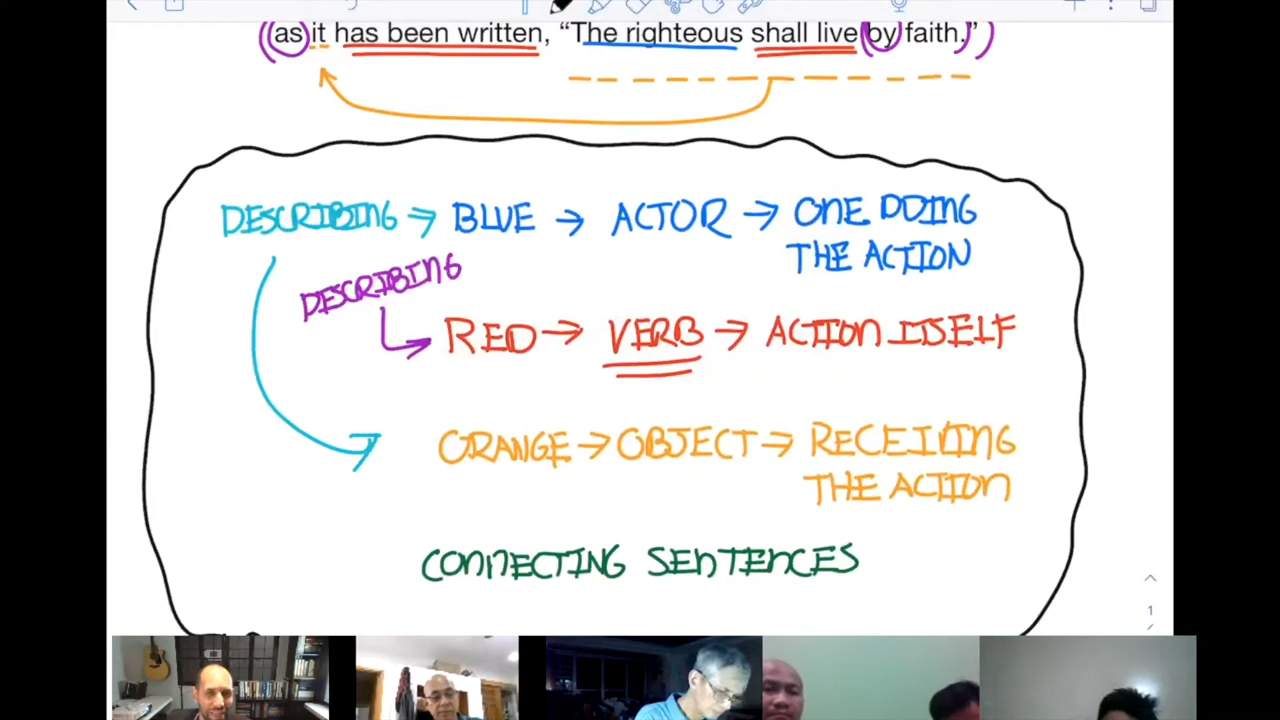 (as it has been written, “The righteous shall live by faith.”)
DESCRIBING → BLUE → ACTOR → ONE DOING
THE ACTION
DESCRIBING
RED → VERB → ACTION ITSELF
ORANGE → OBJECT → RECEIVING
THE ACTION
CONNECTING SENTENCES
1